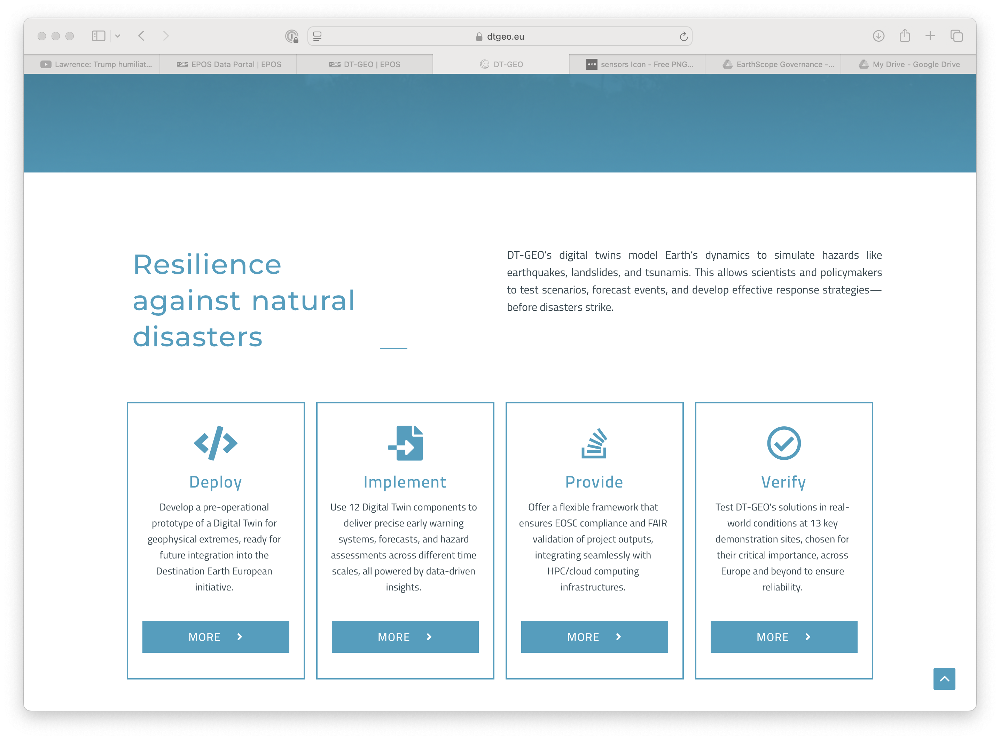 dtgeo.eu
Lawrence: Trump humiliat...
EPOS EPOS Data Portal | EPOS
EPOS DT-GEO | EPOS
DT-GEO
sensors Icon - Free PNG...
EarthScope Governance -...
My Drive - Google Drive
Resilience
against natural
disasters
DT-GEO’s digital twins model Earth’s dynamics to simulate hazards like
earthquakes, landslides, and tsunamis. This allows scientists and policymakers
to test scenarios, forecast events, and develop effective response strategies—
before disasters strike.
Deploy
Develop a pre-operational
prototype of a Digital Twin for
geophysical extremes, ready for
future integration into the
Destination Earth European
initiative.
MORE
Implement
Use 12 Digital Twin components to
deliver precise early warning
systems, forecasts, and hazard
assessments across different time
scales, all powered by data-driven
insights.
MORE
Provide
Offer a flexible framework that
ensures EOSC compliance and FAIR
validation of project outputs,
integrating seamlessly with
HPC/cloud computing
infrastructures.
MORE
Verify
Test DT-GEO’s solutions in real-
world conditions at 13 key
demonstration sites, chosen for
their critical importance, across
Europe and beyond to ensure
reliability.
MORE